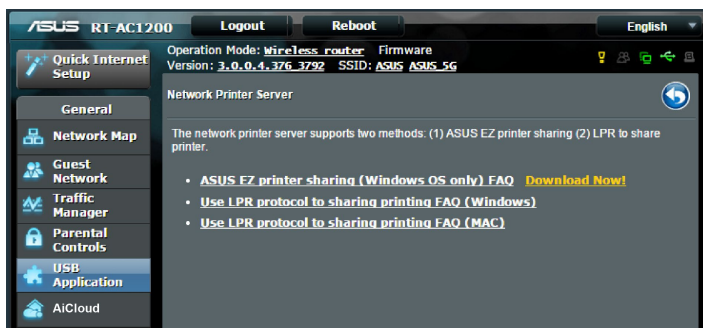 ASUS RT-AC1200 Logout Reboot English
Quick Internet
Setup
Operation Mode: Wireless router Firmware
Version: 3.0.0.4.376_3792 SSID: ASUS ASUS_5G
General
Network Map
Guest
Network
Traffic
Manager
Parental
Controls
USB
Application
AiCloud
Network Printer Server
The network printer server supports two methods: (1) ASUS EZ printer sharing (2) LPR to share
printer.
ASUS EZ printer sharing (Windows OS only) FAQ Download Now!
Use LPR protocol to sharing printing FAQ (Windows)
Use LPR protocol to sharing printing FAQ (MAC)